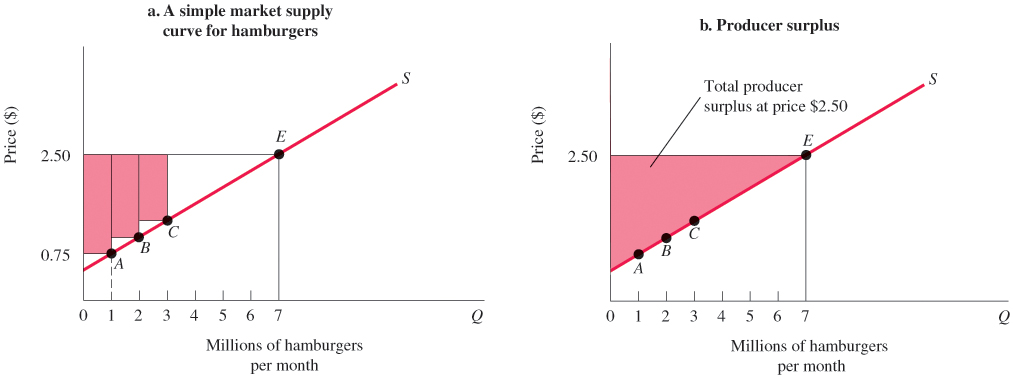 a. A simple market supply
curve for hamburgers
Price ($)
S
E
2.50
C
B
0.75
A
0 1 2 3 4 5 6 7 Q
Millions of hamburgers
per month
b. Producer surplus
Price ($)
S
Total producer
surplus at price $2.50
E
2.50
C
B
A
0 1 2 3 4 5 6 7 Q
Millions of hamburgers
per month